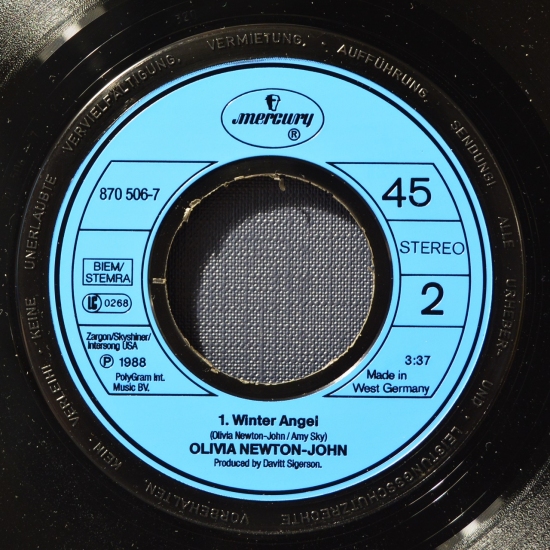 mercury
®
870 506-7
BIEM/
STEMRA
LC 0268
Zargon/Skyshiner/
Intersong USA
Ⓟ 1988
PolyGram Int.
Music BV.
45
STEREO
2
3:37
Made in
West Germany
1. Winter Angel
(Olivia Newton-John / Amy Sky)
OLIVIA NEWTON-JOHN
Produced by Davitt Sigerson.
ALLE URHEBER- UND LEISTUNGSSCHUTZRECHTE VORBEHALTEN. KEIN VERLEIH! KEINE UNERLAUBTE VERVIELFÄLTIGUNG, VERMIETUNG, AUFFÜHRUNG, SENDUNG!